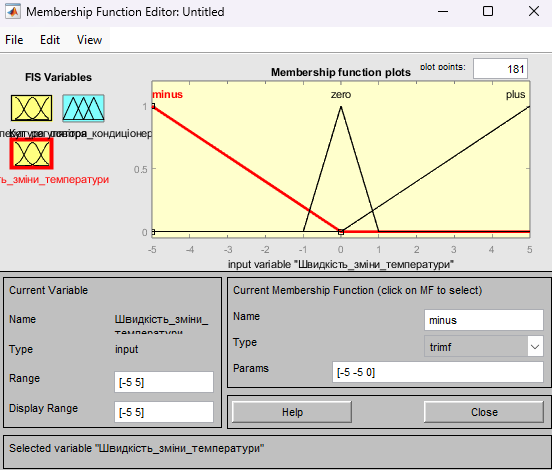 Membership Function Editor: Untitled
File Edit View
FIS Variables
Membership function plots
plot points:
181
minus
zero
plus
1
0.5
0
-5 -4 -3 -2 -1 0 1 2 3 4 5
input variable "Швидкість_зміни_температури"
ть_зміни_температури
Current Variable
Name
Швидкість_зміни_
температури
Type
input
Range
[-5 5]
Display Range
[-5 5]
Current Membership Function (click on MF to select)
Name
minus
Type
trimf
Params
[-5 -5 0]
Help
Close
Selected variable "Швидкість_зміни_температури"